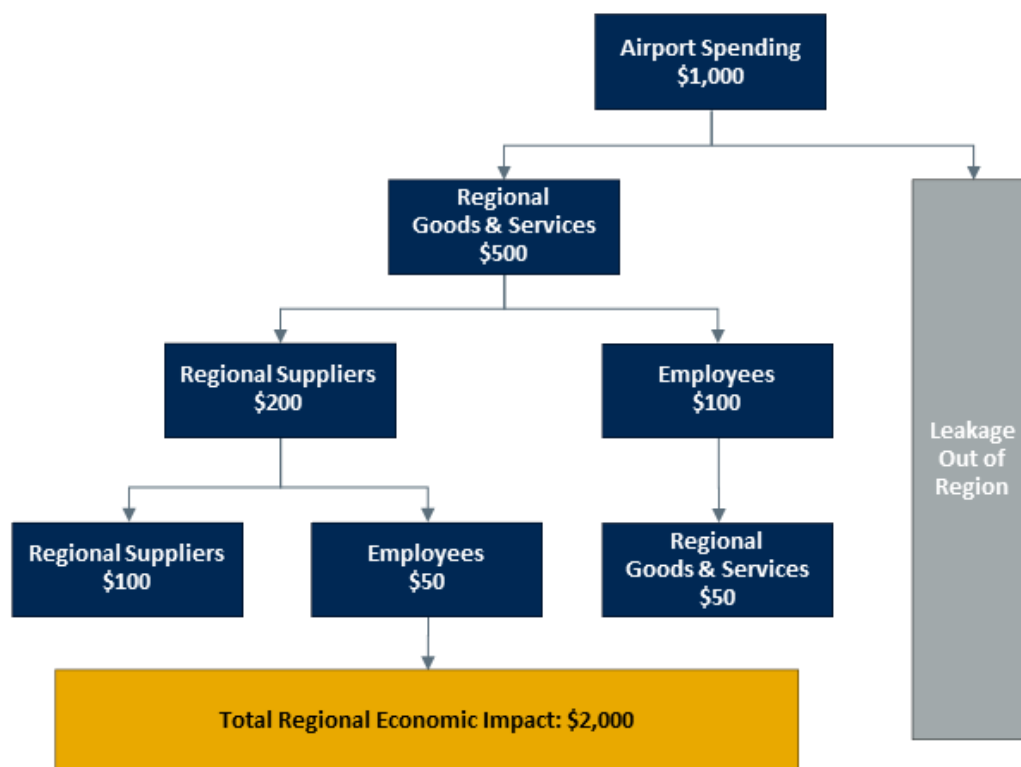 Airport Spending
$1,000
Regional
Goods & Services
$500
Regional Suppliers
$200
Employees
$100
Leakage
Out of
Region
Regional Suppliers
$100
Employees
$50
Regional
Goods & Services
$50
Total Regional Economic Impact: $2,000